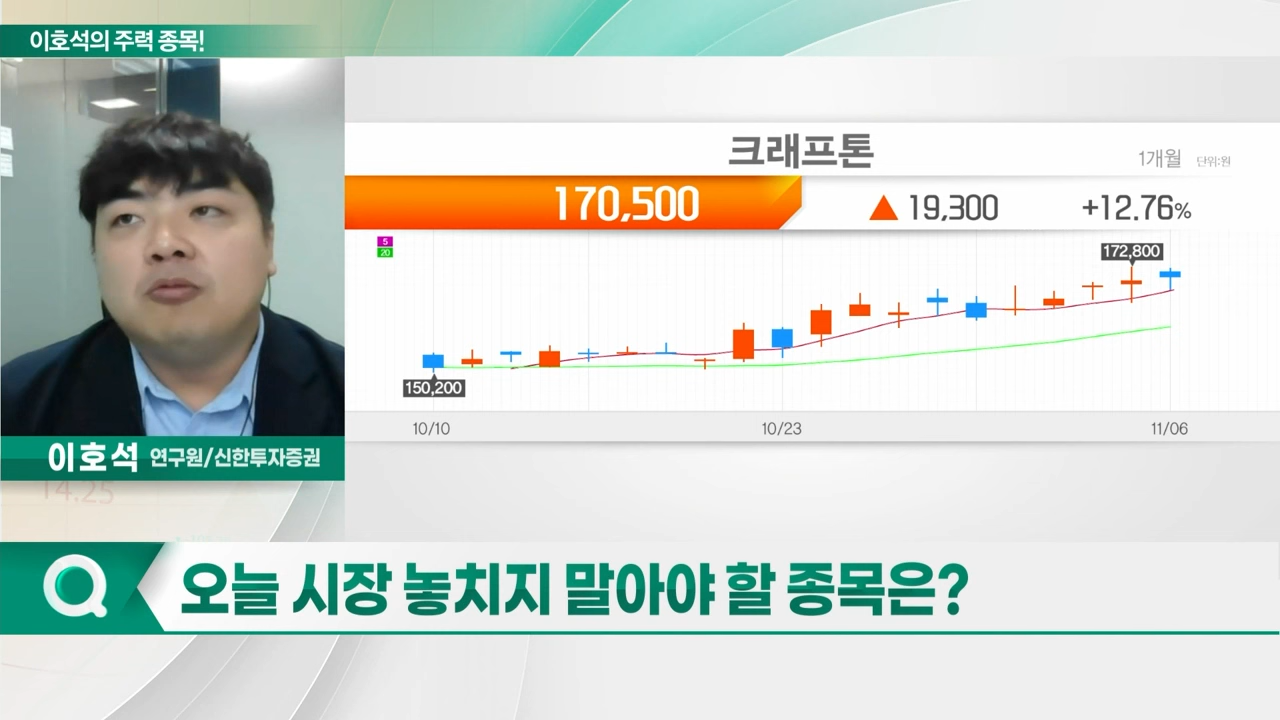 이호석의 주력 종목!
크래프톤
1개월 단위:원
170,500 ▲ 19,300 +12.76%
5
20
172,800
150,200
10/10 10/23 11/06
이호석 연구원/신한투자증권
14.25
오늘 시장 놓치지 말아야 할 종목은?